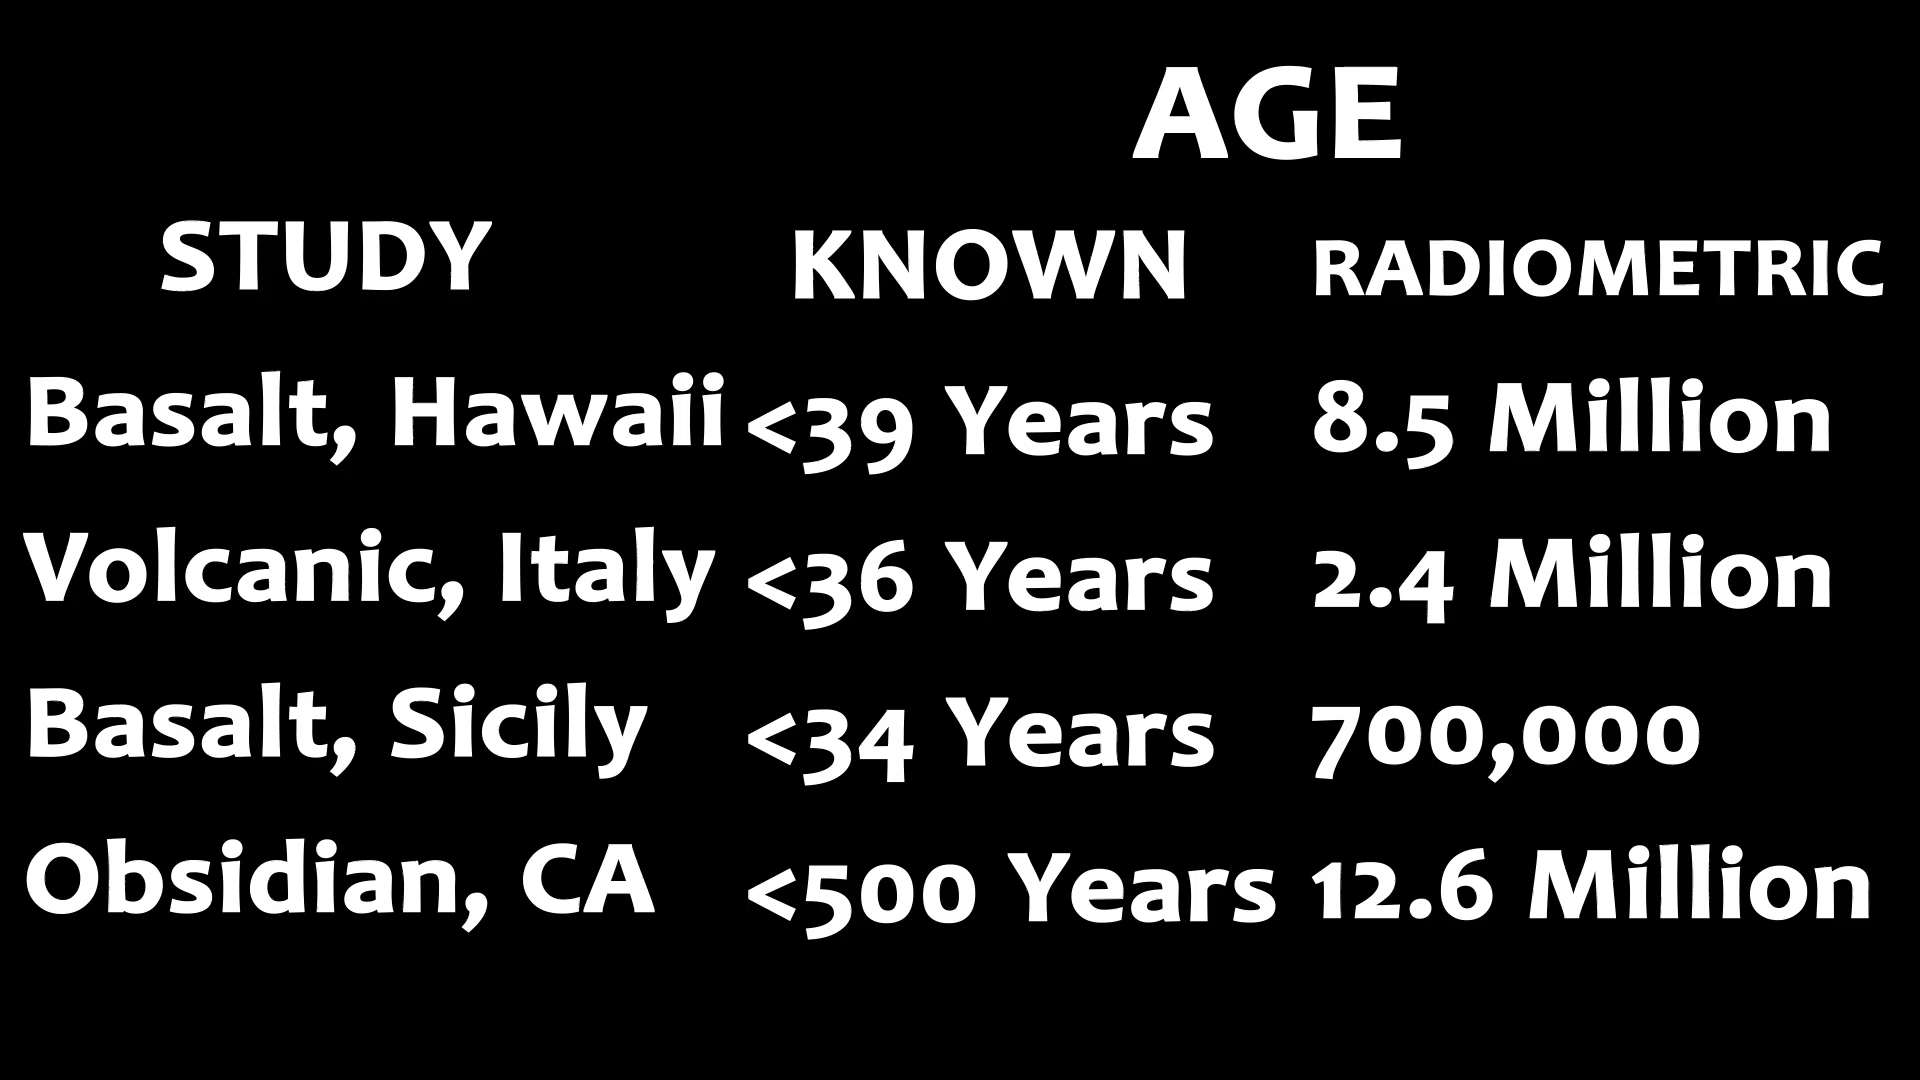 AGE
STUDY KNOWN RADIOMETRIC
Basalt, Hawaii <39 Years 8.5 Million
Volcanic, Italy <36 Years 2.4 Million
Basalt, Sicily <34 Years 700,000
Obsidian, CA <500 Years 12.6 Million